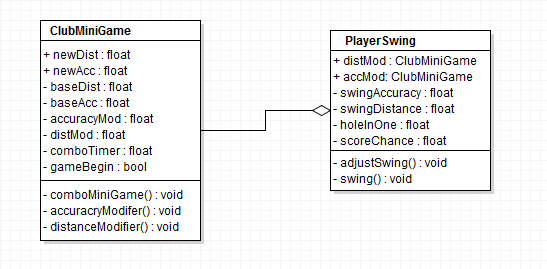 ClubMiniGame
+ newDist : float
+ newAcc : float
- baseDist : float
- baseAcc : float
- accuracyMod : float
- distMod : float
- comboTimer : float
- gameBegin : bool
- comboMiniGame() : void
- accuracryModifer() : void
- distanceModifier() : void
PlayerSwing
+ distMod : ClubMiniGame
+ accMod: ClubMiniGame
- swingAccuracy : float
- swingDistance : float
- holeInOne : float
- scoreChance : float
- adjustSwing() : void
- swing() : void